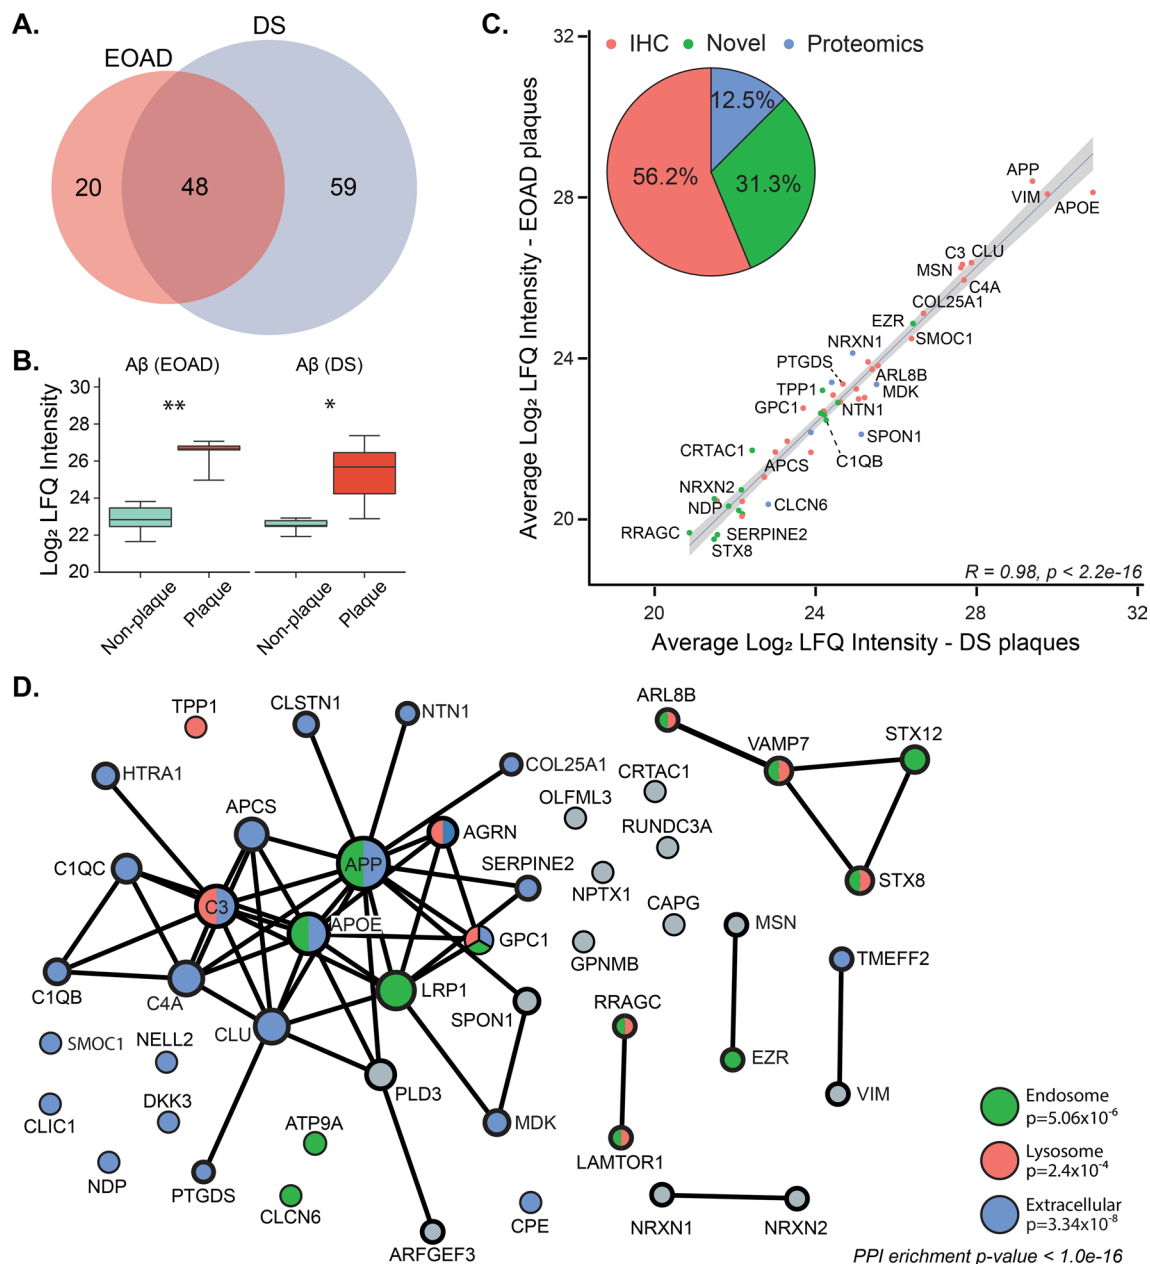 A.
DS
EOAD
20
48
59
B.
Aβ (EOAD)
Aβ (DS)
Log₂ LFQ Intensity
30
28
26
24
22
20
**
*
Non-plaque
Plaque
Non-plaque
Plaque
C.
IHC
Novel
Proteomics
12.5%
56.2%
31.3%
Average Log₂ LFQ Intensity - EOAD plaques
32
28
24
20
APP
VIM
APOE
C3
CLU
MSN
C4A
COL25A1
EZR
SMOC1
NRXN1
PTGDS
ARL8B
TPP1
MDK
GPC1
NTN1
SPON1
CRTAC1
C1QB
APCS
NRXN2
NDP
CLCN6
RRAGC
SERPINE2
STX8
R = 0.98, p < 2.2e-16
20
24
28
32
Average Log₂ LFQ Intensity - DS plaques
D.
TPP1
CLSTN1
NTN1
ARL8B
VAMP7
STX12
HTRA1
COL25A1
CRTAC1
OLFML3
APCS
AGRN
RUNDC3A
C1QC
APP
SERPINE2
STX8
NPTX1
C3
APOE
CAPG
MSN
GPC1
GPNMB
TMEFF2
C1QB
C4A
LRP1
RRAGC
SPON1
CLU
SMOC1
NELL2
EZR
PLD3
VIM
CLIC1
DKK3
ATP9A
MDK
LAMTOR1
NDP
PTGDS
CLCN6
CPE
NRXN1
NRXN2
ARFGEF3
Endosome
p=5.06x10⁻⁶
Lysosome
p=2.4x10⁻⁴
Extracellular
p=3.34x10⁻⁸
PPI erichment p-value < 1.0e-16